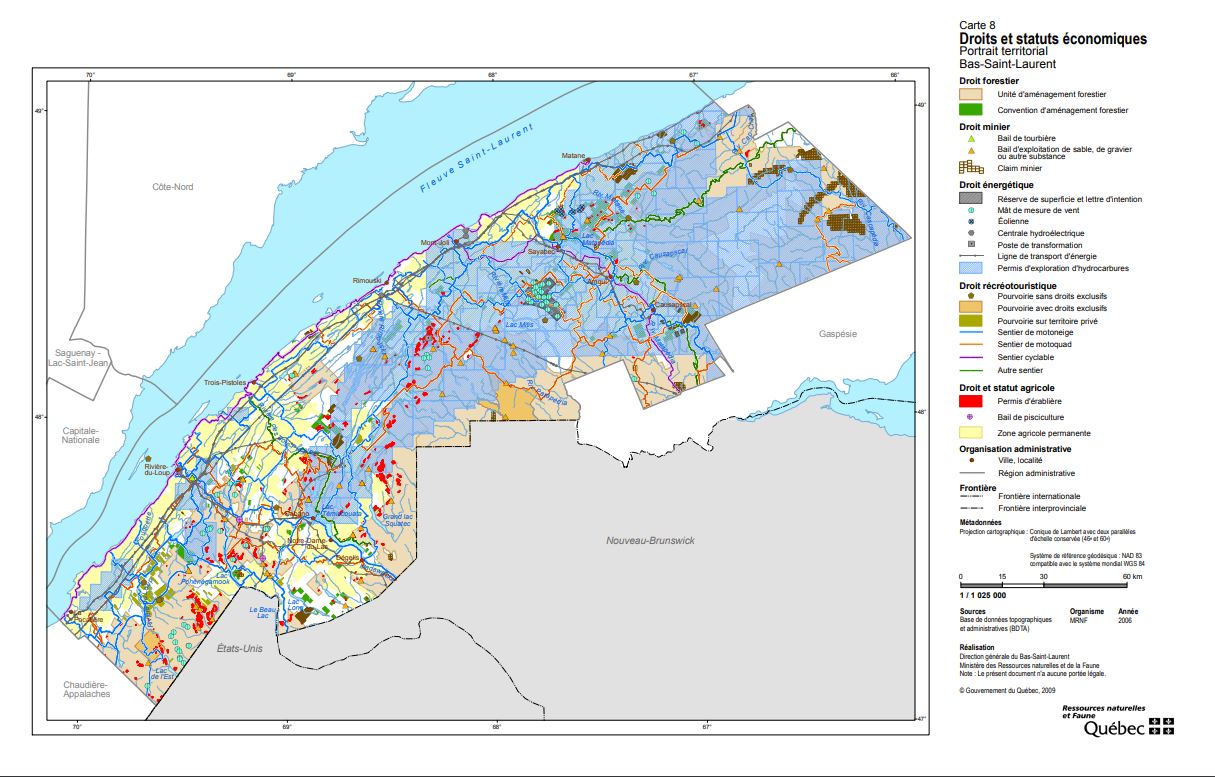 Carte 8
Droits et statuts économiques
Portrait territorial
Bas-Saint-Laurent
Droit forestier
Unité d'aménagement forestier
Convention d'aménagement forestier
Droit minier
Bail de tourbière
Bail d'exploitation de sable, de gravier
ou autre substance
Claim minier
Droit énergétique
Réserve de superficie et lettre d'intention
Mât de mesure de vent
Éolienne
Centrale hydroélectrique
Poste de transformation
Ligne de transport d'énergie
Permis d'exploration d'hydrocarbures
Droit récréotouristique
Pourvoirie sans droits exclusifs
Pourvoirie avec droits exclusifs
Pourvoirie sur territoire privé
Sentier de motoneige
Sentier de motoquad
Sentier cyclable
Autre sentier
Droit et statut agricole
Permis d'érablière
Bail de pisciculture
Zone agricole permanente
Organisation administrative
Ville, localité
Région administrative
Frontière
Frontière internationale
Frontière interprovinciale
Métadonnées
Projection cartographique : Conique de Lambert avec deux parallèles
d'échelle conservée (46e et 60e)
Système de référence géodésique : NAD 83
compatible avec le système mondial WGS 84
0 15 30 60 km
1 / 1 025 000
Sources Organisme Année
Base de données topographiques MRNF 2006
et administratives (BDTA)
Réalisation
Direction générale du Bas-Saint-Laurent
Ministère des Ressources naturelles et de la Faune
Note : Le présent document n'a aucune portée légale.
© Gouvernement du Québec, 2009
Ressources naturelles
et Faune
Québec
70° 69° 68° 67° 66°
49° 49°
48° 48°
47°
70° 69° 68° 67°
Côte-Nord
Fleuve Saint-Laurent
Matane
Mont-Joli
Sayabec
Lac
Matapédia
Rimouski
Causapscal
Lac Mitis
Gaspésie
Saguenay -
Lac-Saint-Jean
Trois-Pistoles
Capitale-
Nationale
Rivière-
du-Loup
Lac
Témiscouata
Grand lac
Squatec
Notre-Dame-
du-Lac
Dégelis
Nouveau-Brunswick
Lac
Pohénégamook
Le Beau
Lac
Lac
Long
Lac
de l'Est
États-Unis
Chaudière-
Appalaches